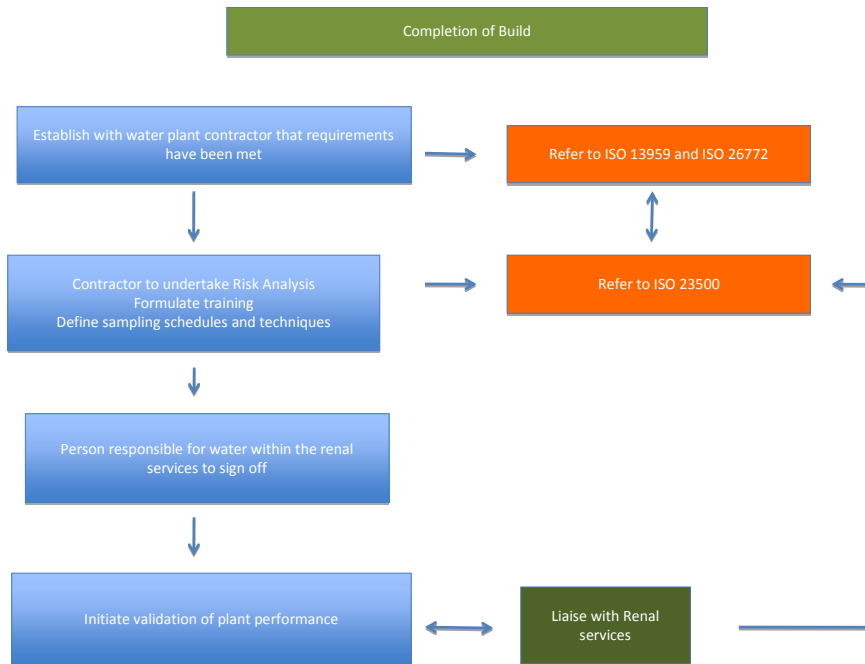 Completion of Build
Establish with water plant contractor that requirements
have been met
Refer to ISO 13959 and ISO 26772
Contractor to undertake Risk Analysis
Formulate training
Define sampling schedules and techniques
Refer to ISO 23500
Person responsible for water within the renal
services to sign off
Initiate validation of plant performance
Liaise with Renal
services